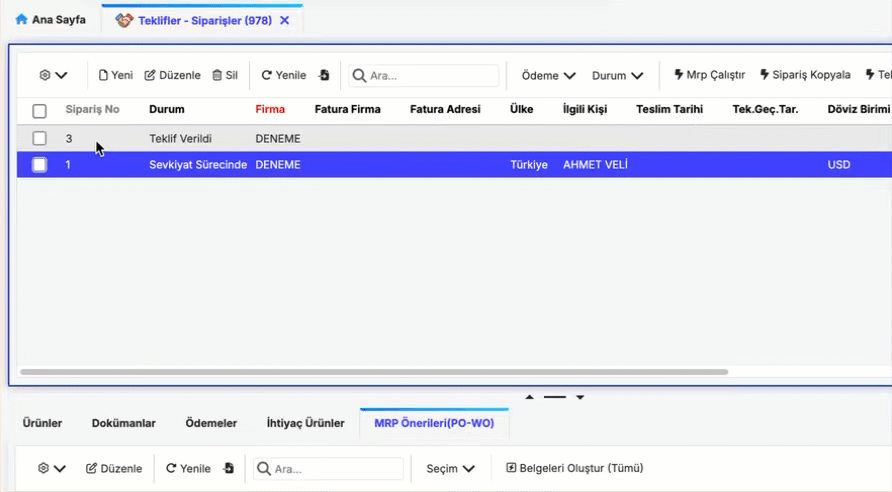 Ana Sayfa Teklifler - Siparişler (978)
Yeni Düzenle Sil Yenile Ara... Ödeme Durum Mrp Çalıştır Sipariş Kopyala
Sipariş No Durum Firma Fatura Firma Fatura Adresi Ülke İlgili Kişi Teslim Tarihi Tek.Geç.Tar. Döviz Birimi
3 Teklif Verildi DENEME
1 Sevkiyat Sürecinde DENEME Türkiye AHMET VELİ USD
Ürünler Dokümanlar Ödemeler İhtiyaç Ürünler MRP Önerileri(PO-WO)
Düzenle Yenile Ara... Seçim Belgeleri Oluştur (Tümü)